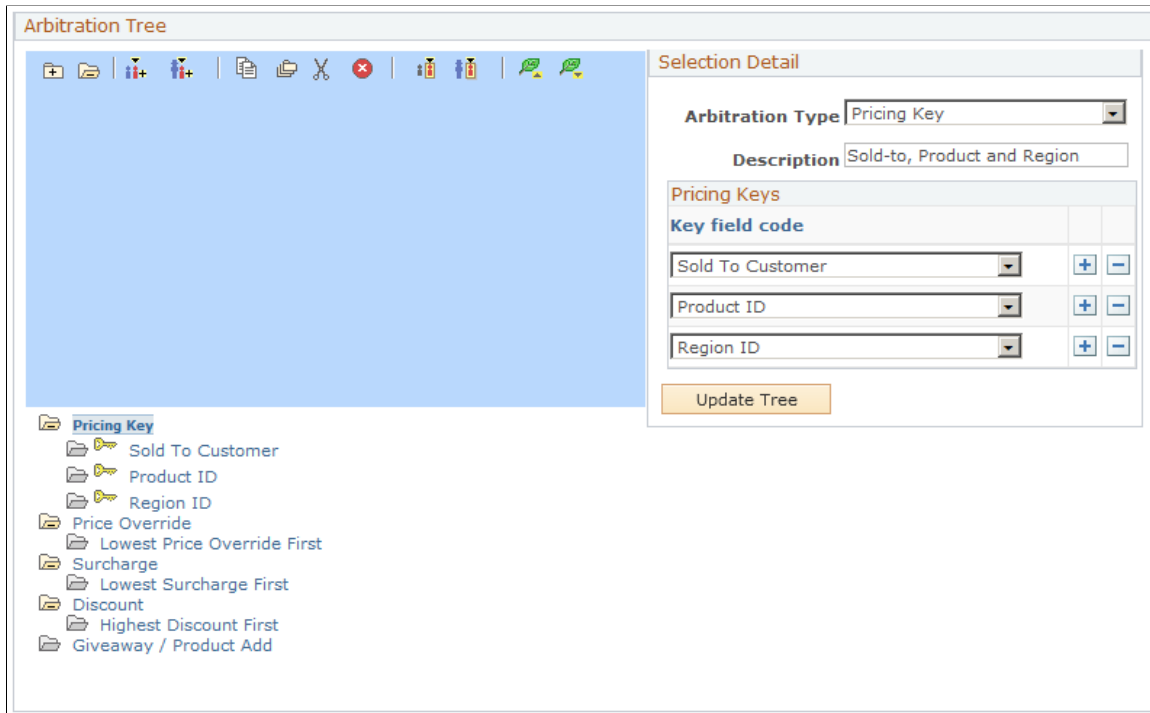 Arbitration Tree
Selection Detail
Arbitration Type Pricing Key
Description Sold-to, Product and Region
Pricing Keys
Key field code
Sold To Customer
Product ID
Region ID
Update Tree
Pricing Key
Sold To Customer
Product ID
Region ID
Price Override
Lowest Price Override First
Surcharge
Lowest Surcharge First
Discount
Highest Discount First
Giveaway / Product Add